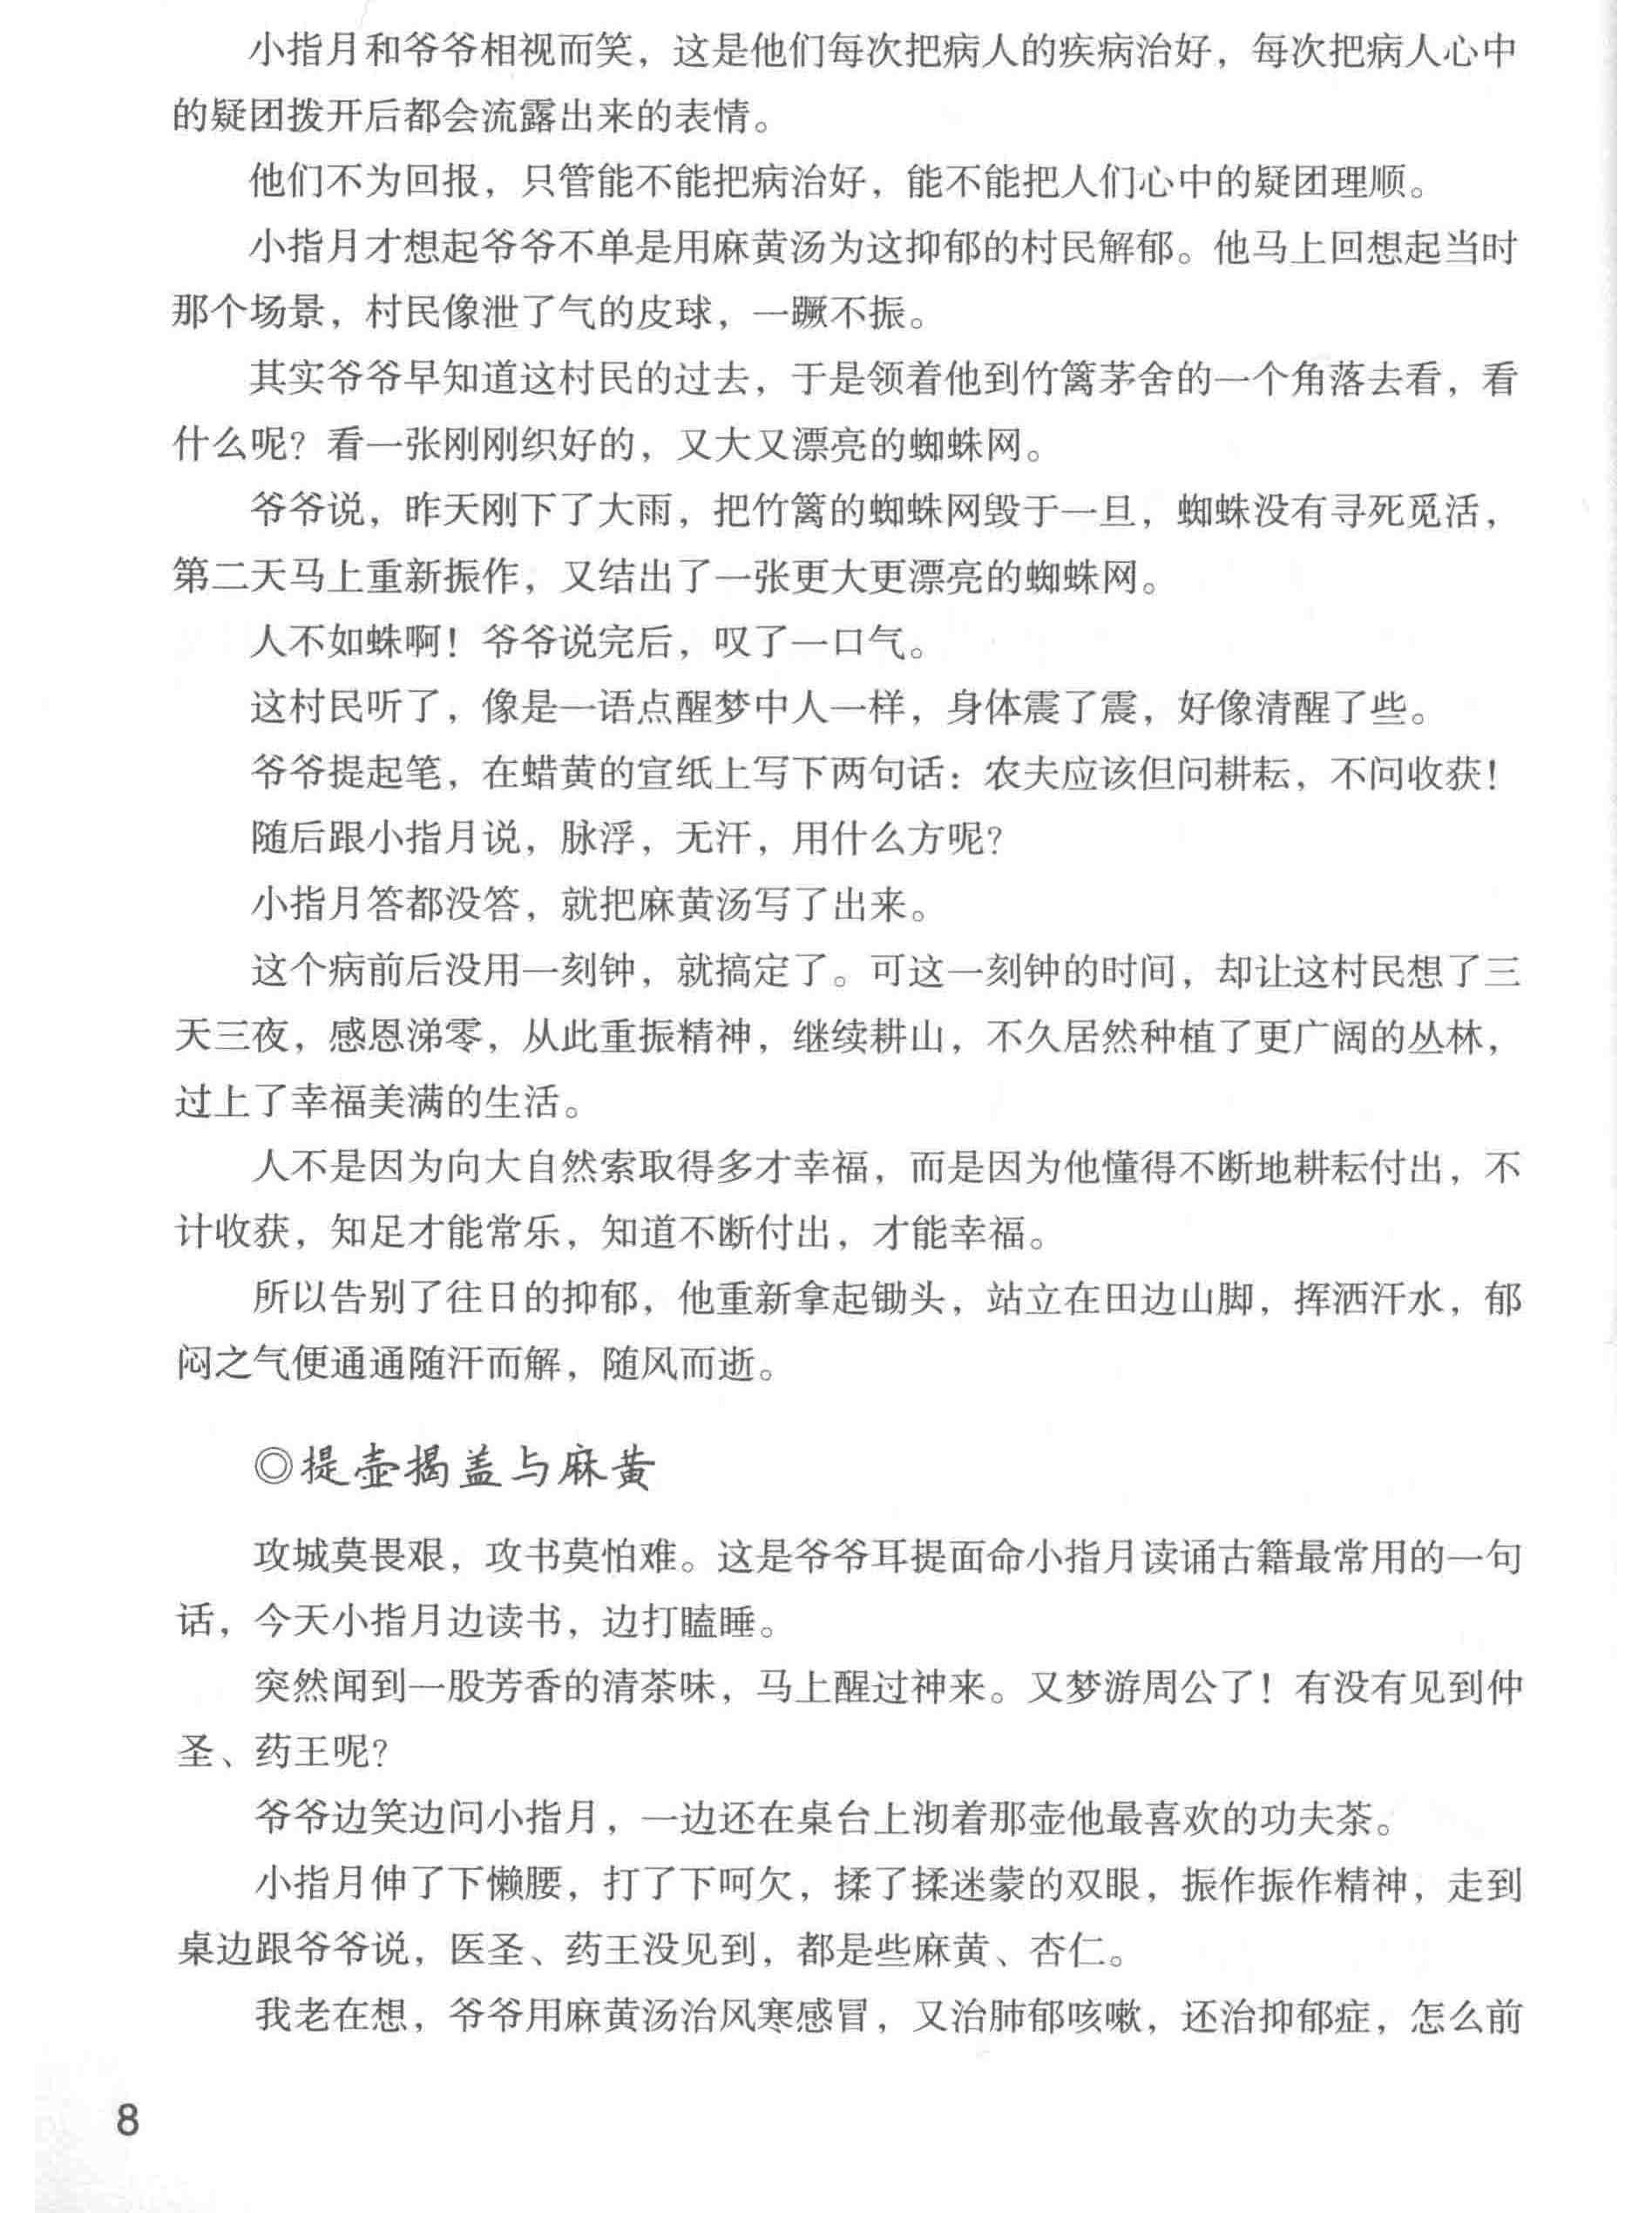 小指月和爷爷相视而笑，这是他们每次把病人的疾病治好，每次把病人心中
的疑团拨开后都会流露出来的表情。
他们不为回报，只管能不能把病治好，能不能把人们心中的疑团理顺。
小指月才想起爷爷不单是用麻黄汤为这抑郁的村民解郁。他马上回想起当时
那个场景，村民像泄了气的皮球，一蹶不振。
其实爷爷早知道这村民的过去，于是领着他到竹篱茅舍的一个角落去看，看
什么呢？看一张刚刚织好的，又大又漂亮的蜘蛛网。
爷爷说，昨天刚下了大雨，把竹篱的蜘蛛网毁于一旦，蜘蛛没有寻死觅活，
第二天马上重新振作，又结出了一张更大更漂亮的蜘蛛网。
人不如蛛啊！爷爷说完后，叹了一口气。
这村民听了，像是一语点醒梦中人一样，身体震了震，好像清醒了些。
爷爷提起笔，在蜡黄的宣纸上写下两句话：农夫应该但问耕耘，不问收获！
随后跟小指月说，脉浮，无汗，用什么方呢？
小指月答都没答，就把麻黄汤写了出来。
这个病前后没用一刻钟，就搞定了。可这一刻钟的时间，却让这村民想了三
天三夜，感恩涕零，从此重振精神，继续耕山，不久居然种植了更广阔的丛林，
过上了幸福美满的生活。
人不是因为向大自然索取得多才幸福，而是因为他懂得不断地耕耘付出，不
计收获，知足才能常乐，知道不断付出，才能幸福。
所以告别了往日的抑郁，他重新拿起锄头，站立在田边山脚，挥洒汗水，郁
闷之气便通通随汗而解，随风而逝。
◎提壶揭盖与麻黄
攻城莫畏艰，攻书莫怕难。这是爷爷耳提面命小指月读诵古籍最常用的一句
话，今天小指月边读书，边打瞌睡。
突然闻到一股芳香的清茶味，马上醒过神来。又梦游周公了！有没有见到仲
圣、药王呢？
爷爷边笑边问小指月，一边还在桌台上沏着那壶他最喜欢的功夫茶。
小指月伸了下懒腰，打了下呵欠，揉了揉迷蒙的双眼，振作振作精神，走到
桌边跟爷爷说，医圣、药王没见到，都是些麻黄、杏仁。
我老在想，爷爷用麻黄汤治风寒感冒，又治肺郁咳嗽，还治抑郁症，怎么前
8